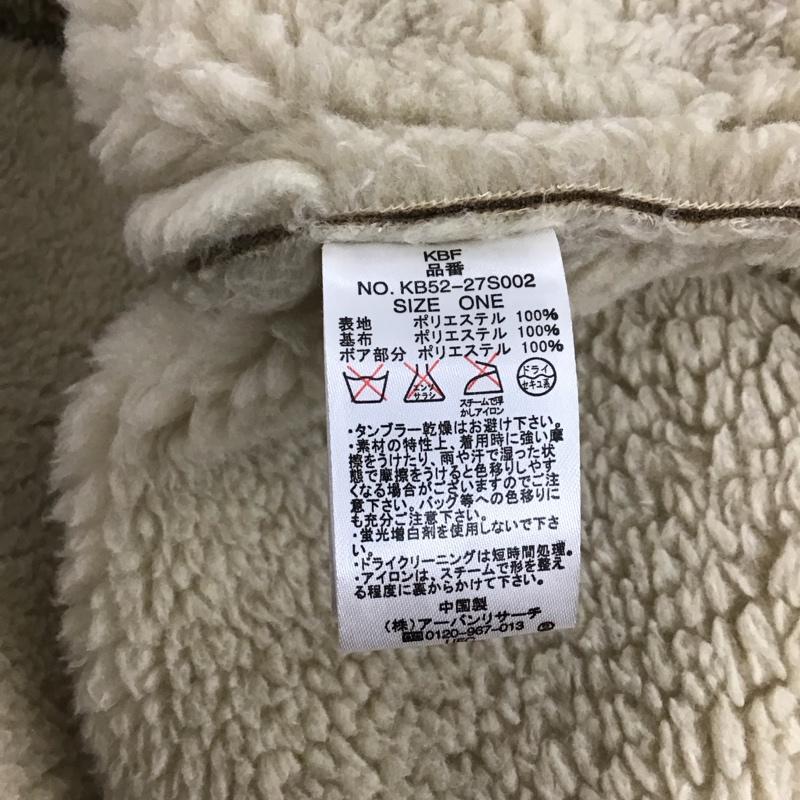 KBF
品番
NO. KB52-27S002
SIZE ONE
表地 ポリエステル 100%
基布 ポリエステル 100%
ボア部分 ポリエステル 100%
エンソ
サラシ
ドライ
セキユ系
スチームで浮
かしアイロン
・タンブラー乾燥はお避け下さい。
・素材の特性上、着用時に強い摩
擦をうけたり、雨や汗で湿った状
態で摩擦をうけると色移りしやす
くなる場合がございますのでご注
意下さい。バッグ等への色移りに
も充分ご注意下さい。
・蛍光増白剤を使用しないで下さ
い。
・ドライクリーニングは短時間処理。
・アイロンは、スチームで形を整え
る程度に裏からかけて下さい。
中国製
(株)アーバンリサーチ
0120-967-013